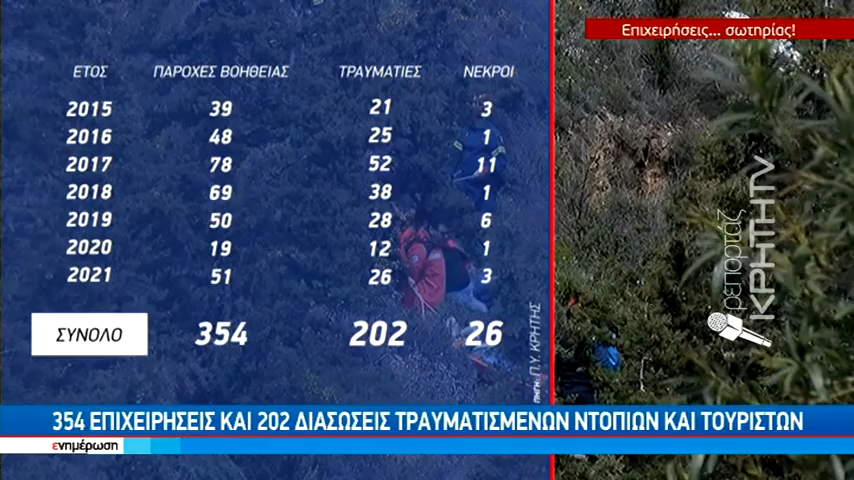 Επιχειρήσεις... σωτηρίας!
ΕΤΟΣ ΠΑΡΟΧΕΣ ΒΟΗΘΕΙΑΣ ΤΡΑΥΜΑΤΙΕΣ ΝΕΚΡΟΙ
2015 39 21 3
2016 48 25 1
2017 78 52 11
2018 69 38 1
2019 50 28 6
2020 19 12 1
2021 51 26 3
ΣΥΝΟΛΟ 354 202 26
ΠΗΓΗ: Π.Υ. ΚΡΗΤΗΣ
ρεπορτάζ
ΚΡΗΤΗTV
354 ΕΠΙΧΕΙΡΗΣΕΙΣ ΚΑΙ 202 ΔΙΑΣΩΣΕΙΣ ΤΡΑΥΜΑΤΙΣΜΕΝΩΝ ΝΤΟΠΙΩΝ ΚΑΙ ΤΟΥΡΙΣΤΩΝ
ενημέρωση